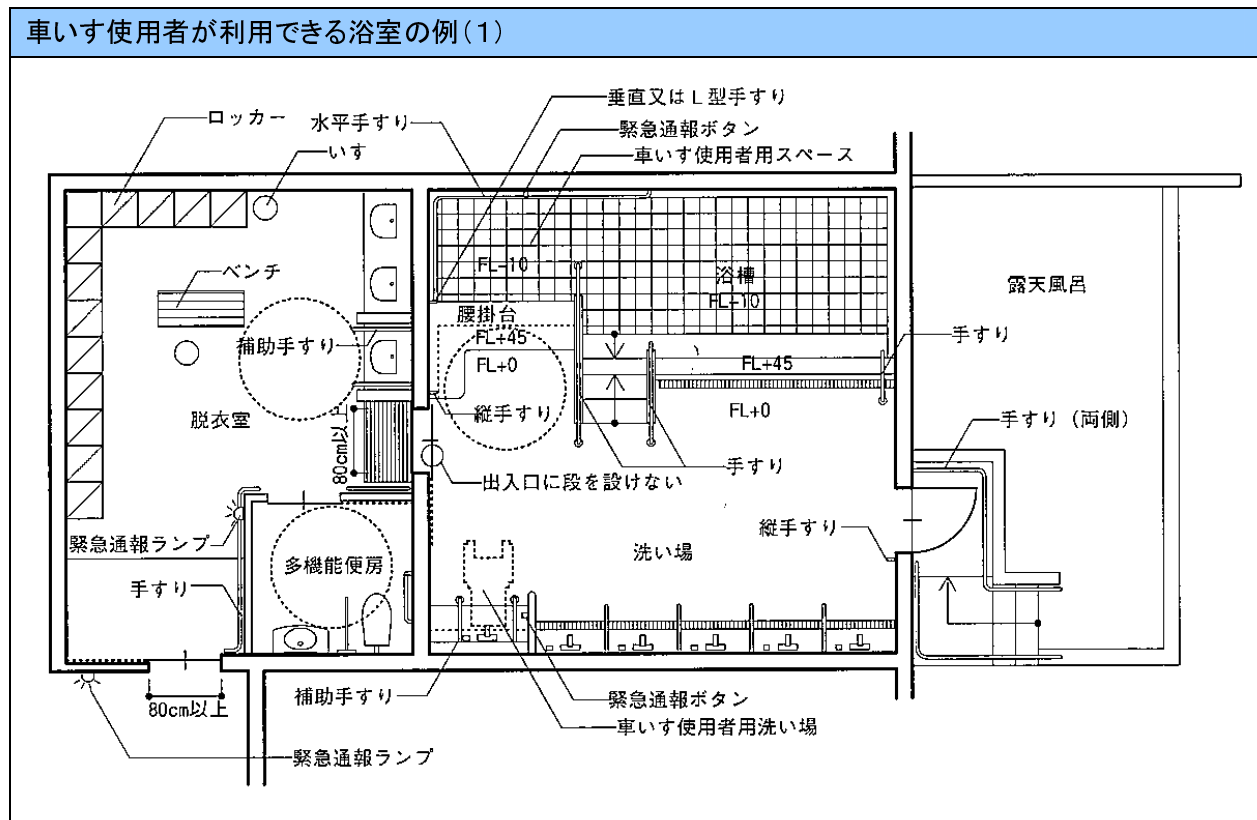 車いす使用者が利用できる浴室の例(1)
垂直又はL型手すり
ロッカー
水平手すり
緊急通報ボタン
いす
車いす使用者用スペース
ベンチ
FL-10
浴槽
FL-10
露天風呂
腰掛台
補助手すり
FL+45
手すり
FL+0
FL+45
脱衣室
縦手すり
FL+0
手すり(両側)
80cm以上
手すり
出入口に段を設けない
緊急通報ランプ
縦手すり
洗い場
多機能便房
手すり
補助手すり
緊急通報ボタン
80cm以上
車いす使用者用洗い場
緊急通報ランプ